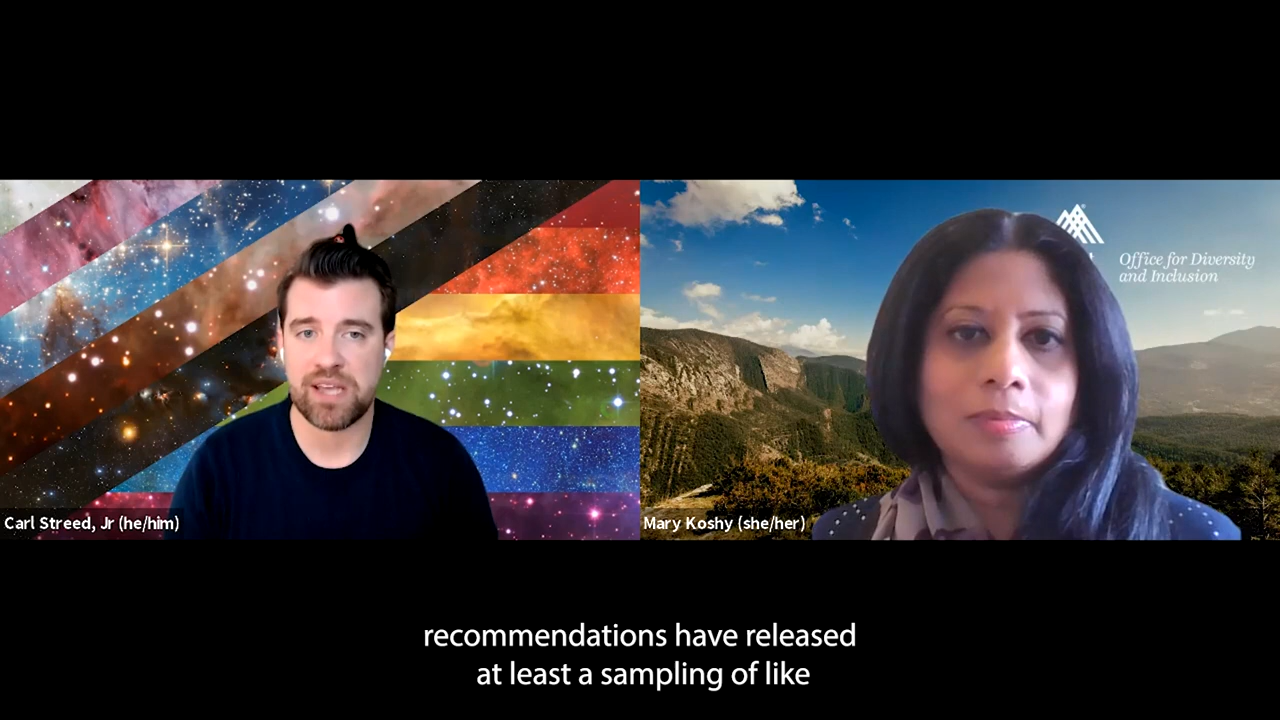 Office for Diversity
and Inclusion
Carl Streed, Jr (he/him)
Mary Koshy (she/her)
recommendations have released
at least a sampling of like